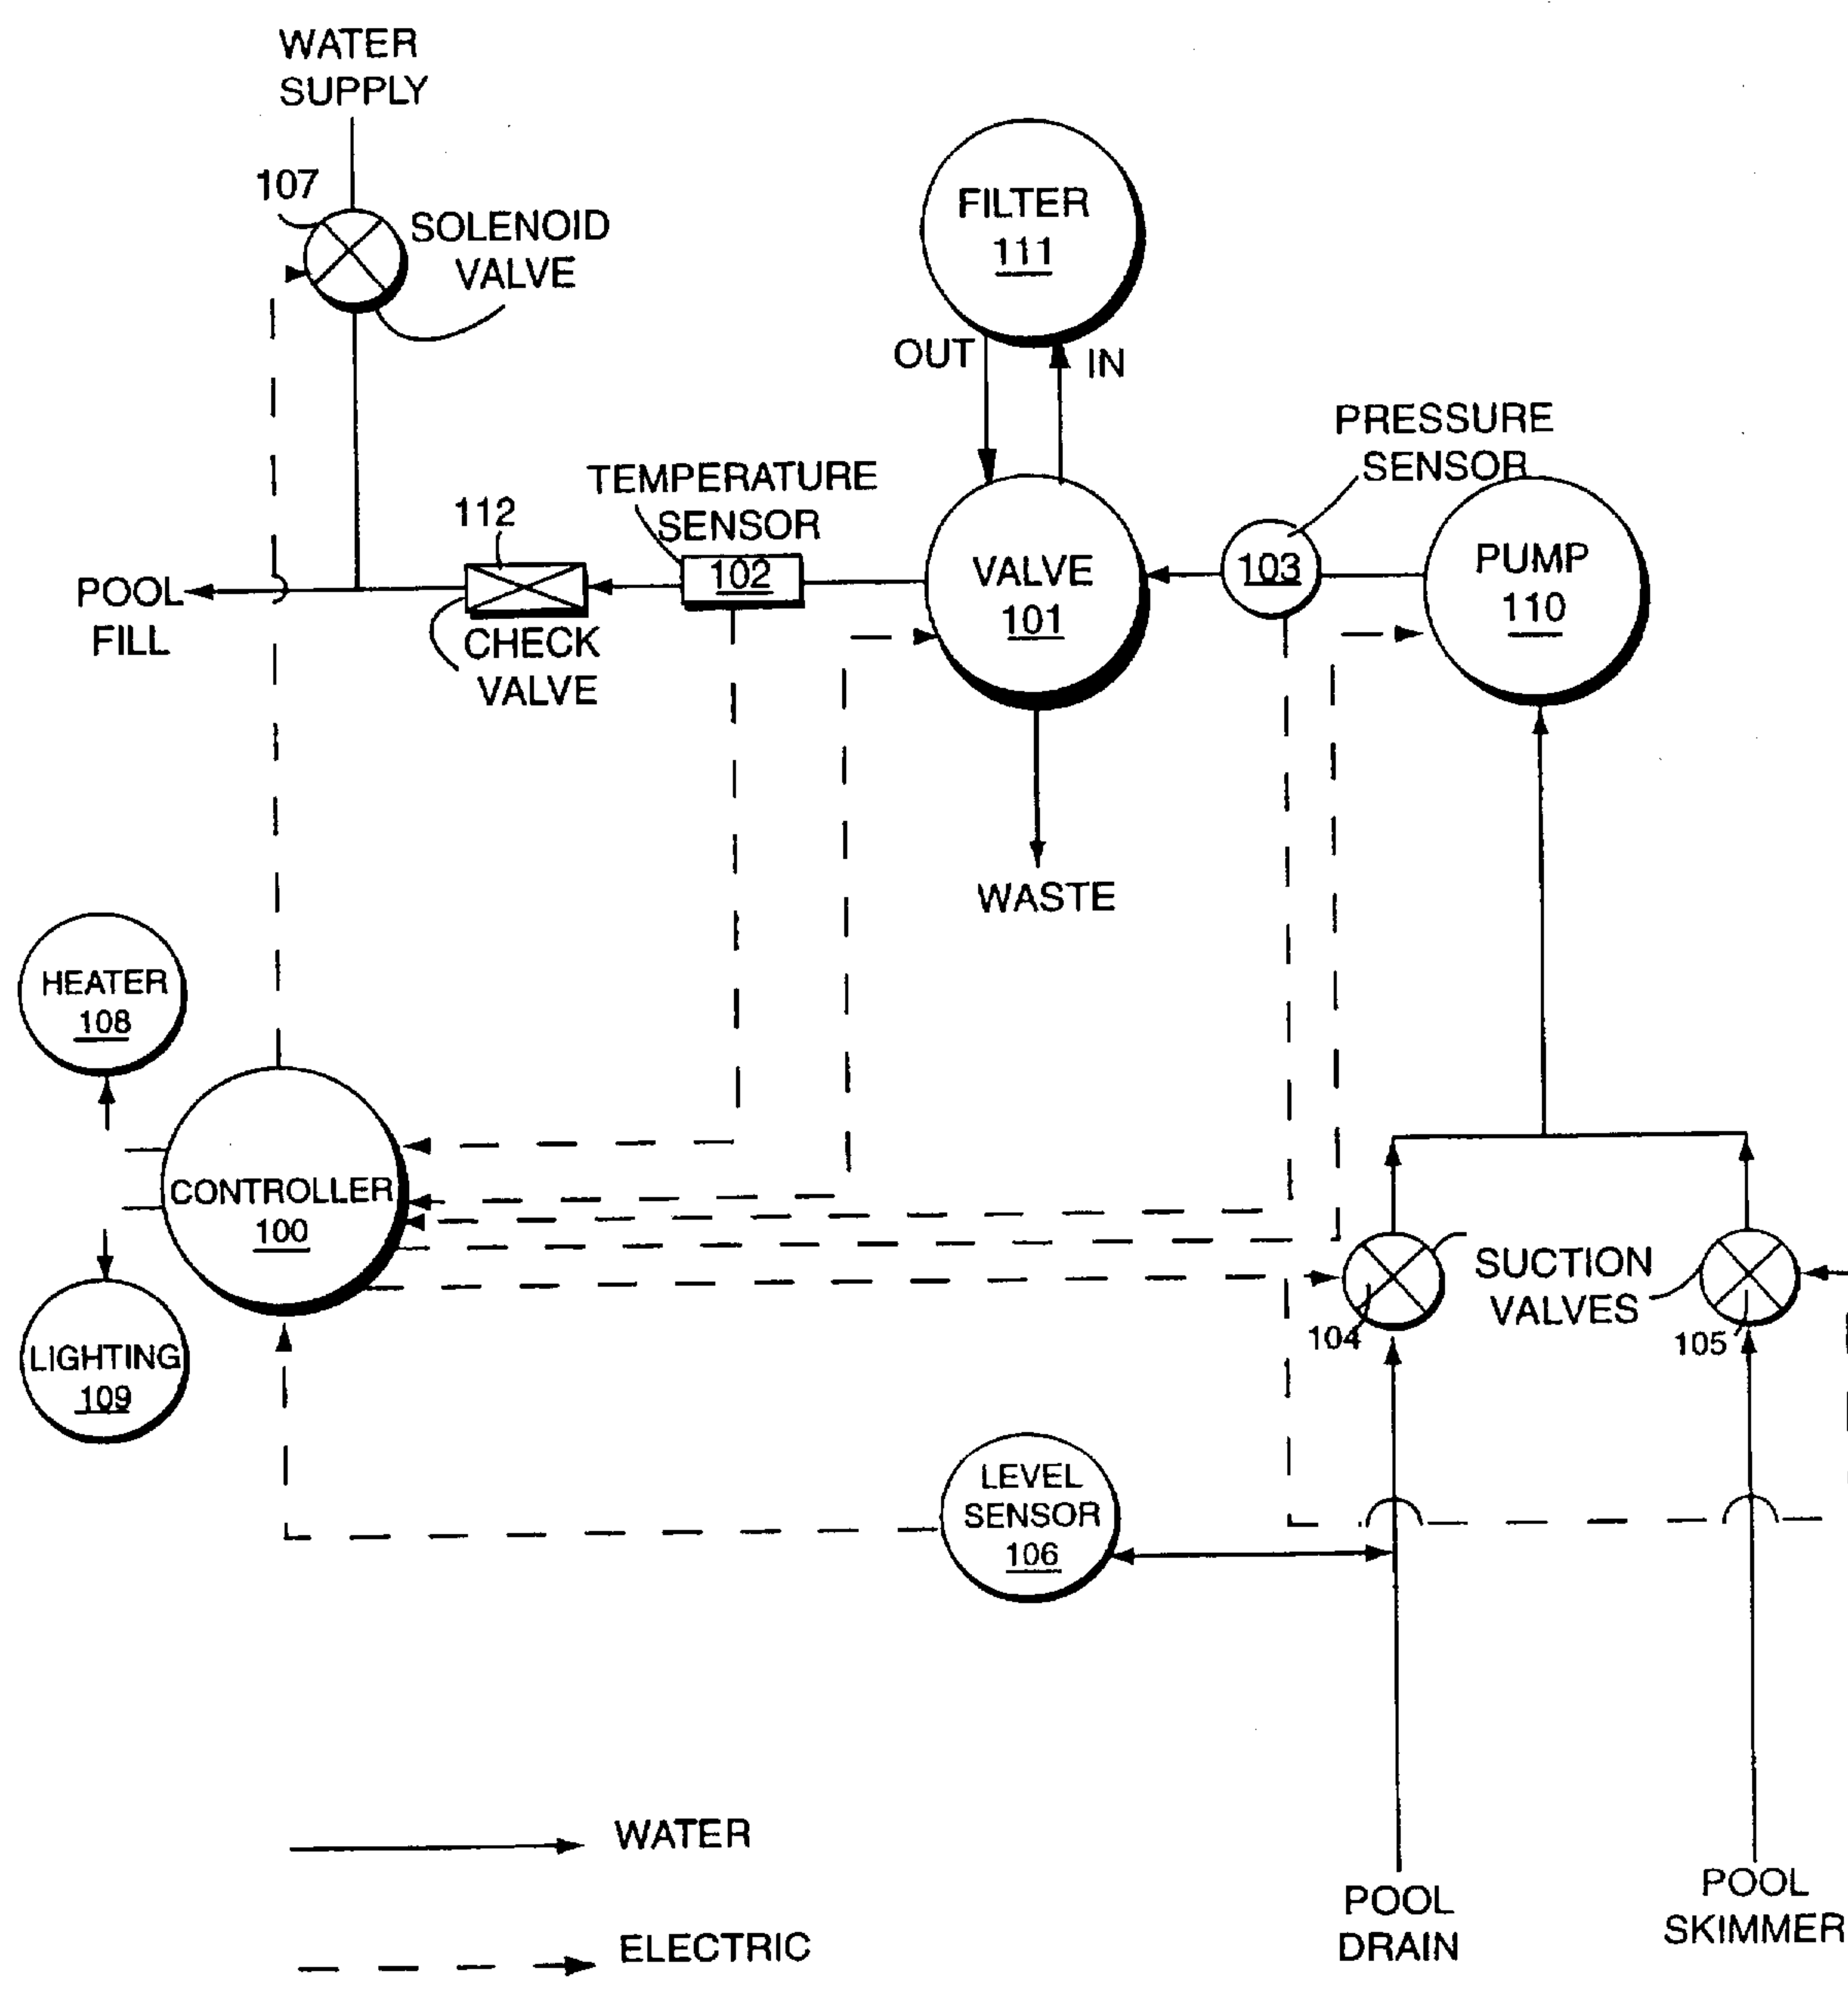 WATER
SUPPLY
107
SOLENOID
VALVE
FILTER
111
OUT
IN
PRESSURE
SENSOR
TEMPERATURE
SENSOR
112
102
VALVE
101
103
PUMP
110
POOL
FILL
CHECK
VALVE
WASTE
HEATER
108
CONTROLLER
100
LIGHTING
109
SUCTION
VALVES
104
105
LEVEL
SENSOR
106
WATER
ELECTRIC
POOL
DRAIN
POOL
SKIMMER